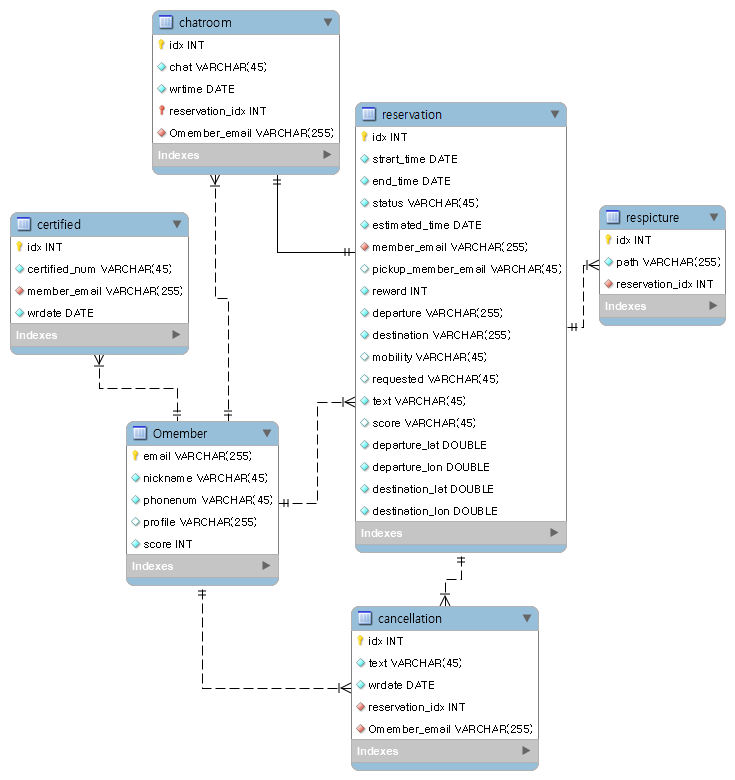 chatroom
idx INT
chat VARCHAR(45)
wrtime DATE
reservation_idx INT
Omember_email VARCHAR(255)
Indexes
reservation
idx INT
strart_time DATE
end_time DATE
status VARCHAR(45)
estimated_time DATE
member_email VARCHAR(255)
pickup_member_email VARCHAR(45)
reward INT
departure VARCHAR(255)
destination VARCHAR(255)
mobility VARCHAR(45)
requested VARCHAR(45)
text VARCHAR(45)
score VARCHAR(45)
departure_lat DOUBLE
departure_lon DOUBLE
destination_lat DOUBLE
destination_lon DOUBLE
Indexes
respicture
idx INT
path VARCHAR(255)
reservation_idx INT
Indexes
certified
idx INT
certified_num VARCHAR(45)
member_email VARCHAR(255)
wrdate DATE
Indexes
Omember
email VARCHAR(255)
nickname VARCHAR(45)
phonenum VARCHAR(45)
profile VARCHAR(255)
score INT
Indexes
cancellation
idx INT
text VARCHAR(45)
wrdate DATE
reservation_idx INT
Omember_email VARCHAR(255)
Indexes